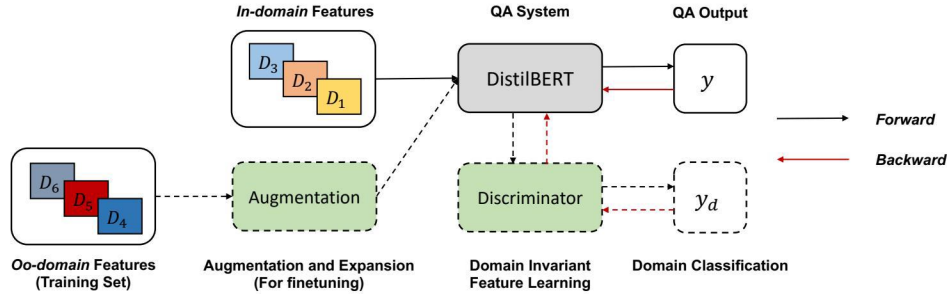 In-domain Features
QA System
QA Output
D₃
D₂
D₁
DistilBERT
y
Forward
Backward
D₆
D₅
D₄
Augmentation
Discriminator
y_d
Oo-domain Features
(Training Set)
Augmentation and Expansion
(For finetuning)
Domain Invariant
Feature Learning
Domain Classification